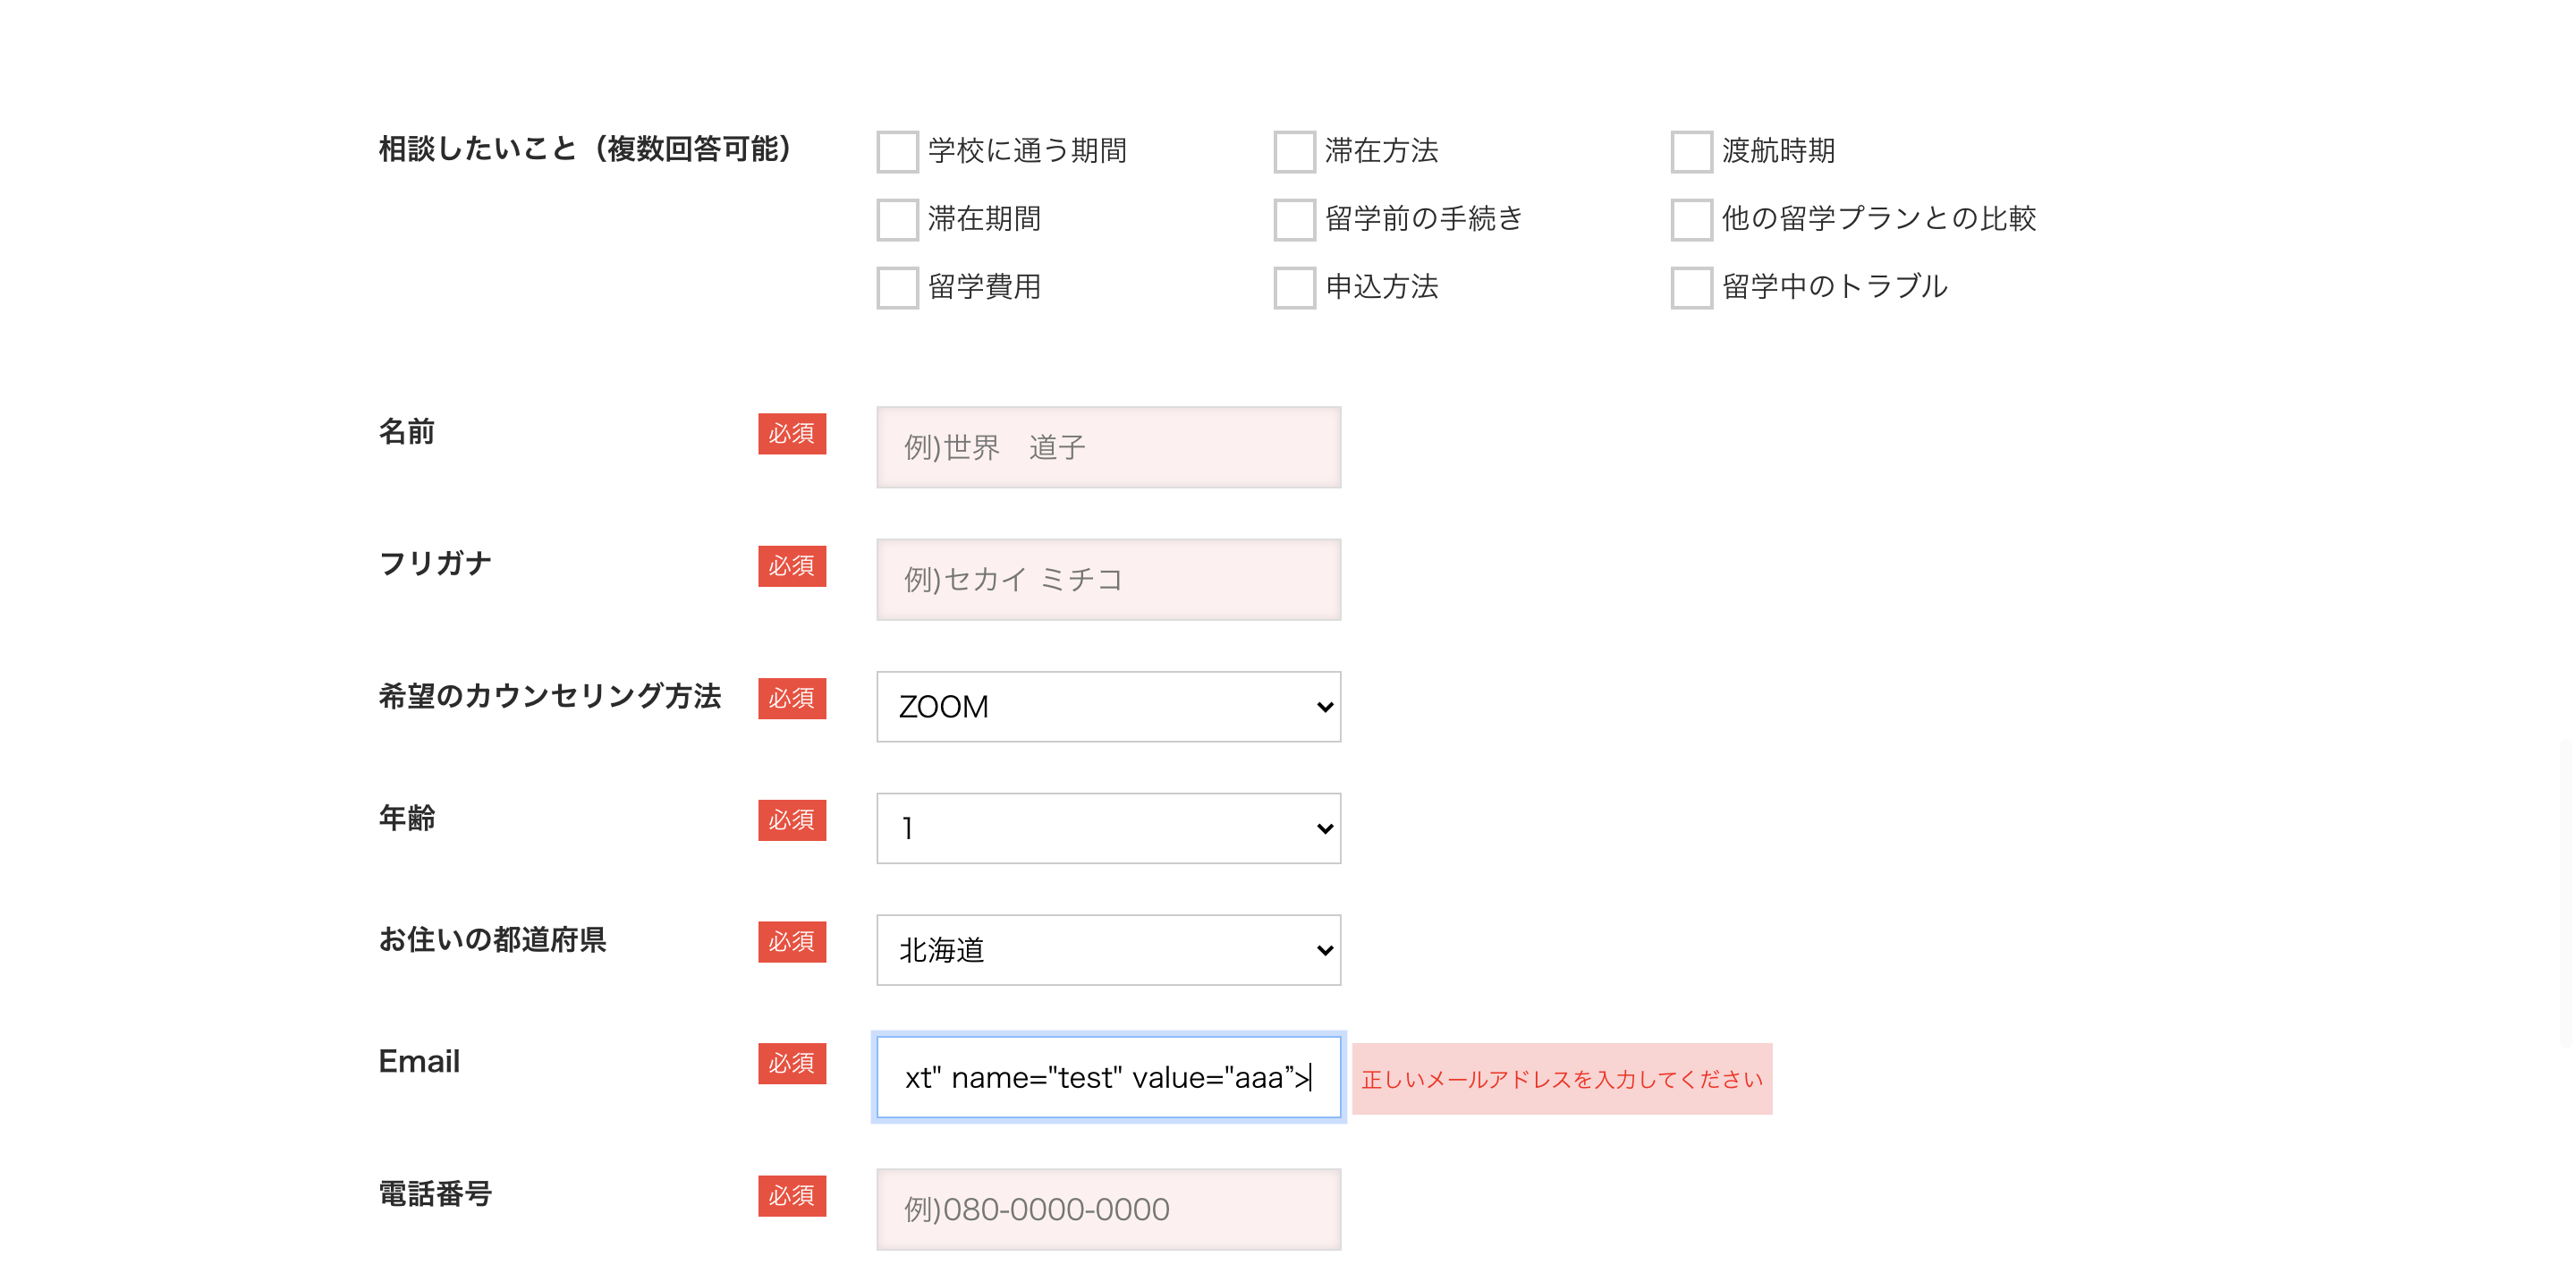 相談したいこと（複数回答可能）
学校に通う期間 滞在方法 渡航時期
滞在期間 留学前の手続き 他の留学プランとの比較
留学費用 申込方法 留学中のトラブル
名前 必須 例)世界　道子
フリガナ 必須 例)セカイ ミチコ
希望のカウンセリング方法 必須 ZOOM
年齢 必須 1
お住いの都道府県 必須 北海道
Email 必須 xt" name="test" value="aaa”> 正しいメールアドレスを入力してください
電話番号 必須 例)080-0000-0000